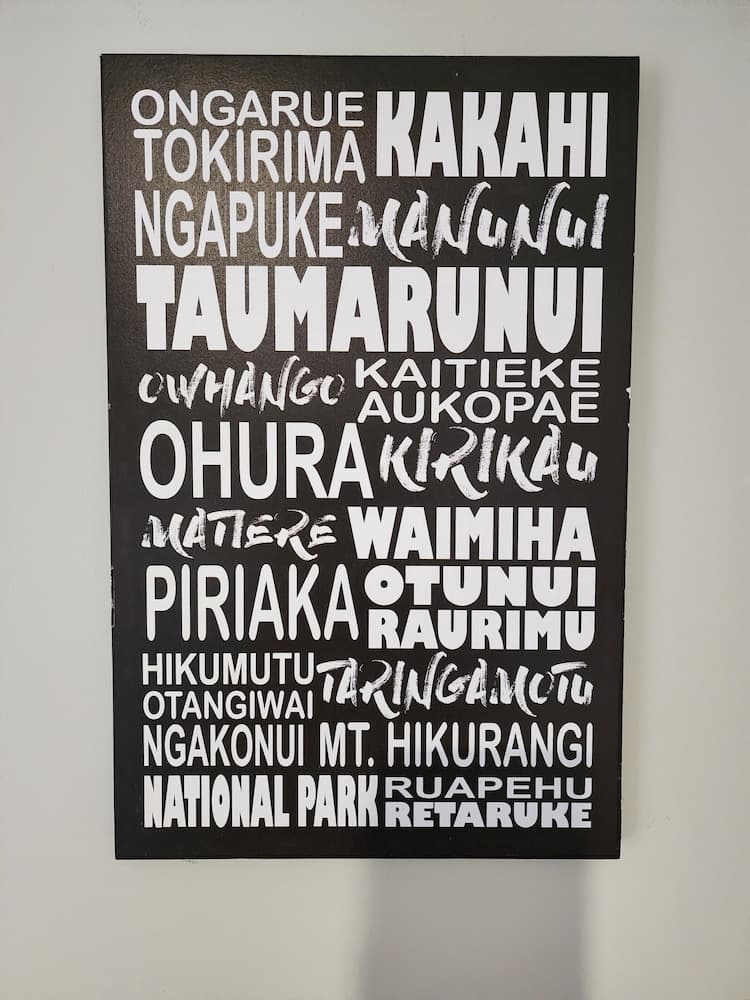 ONGARUE
TOKIRIMA
KAKAHI
NGAPUKE
MANUNUI
TAUMARUNUI
OWHANGO
KAITIEKE
AUKOPAE
OHURA
KIRIKAU
MATIERE
WAIMIHA
PIRIAKA
OTUNUI
RAURIMU
HIKUMUTU
OTANGIWAI
TARINGAMOTU
NGAKONUI
MT. HIKURANGI
NATIONAL PARK
RUAPEHU
RETARUKE